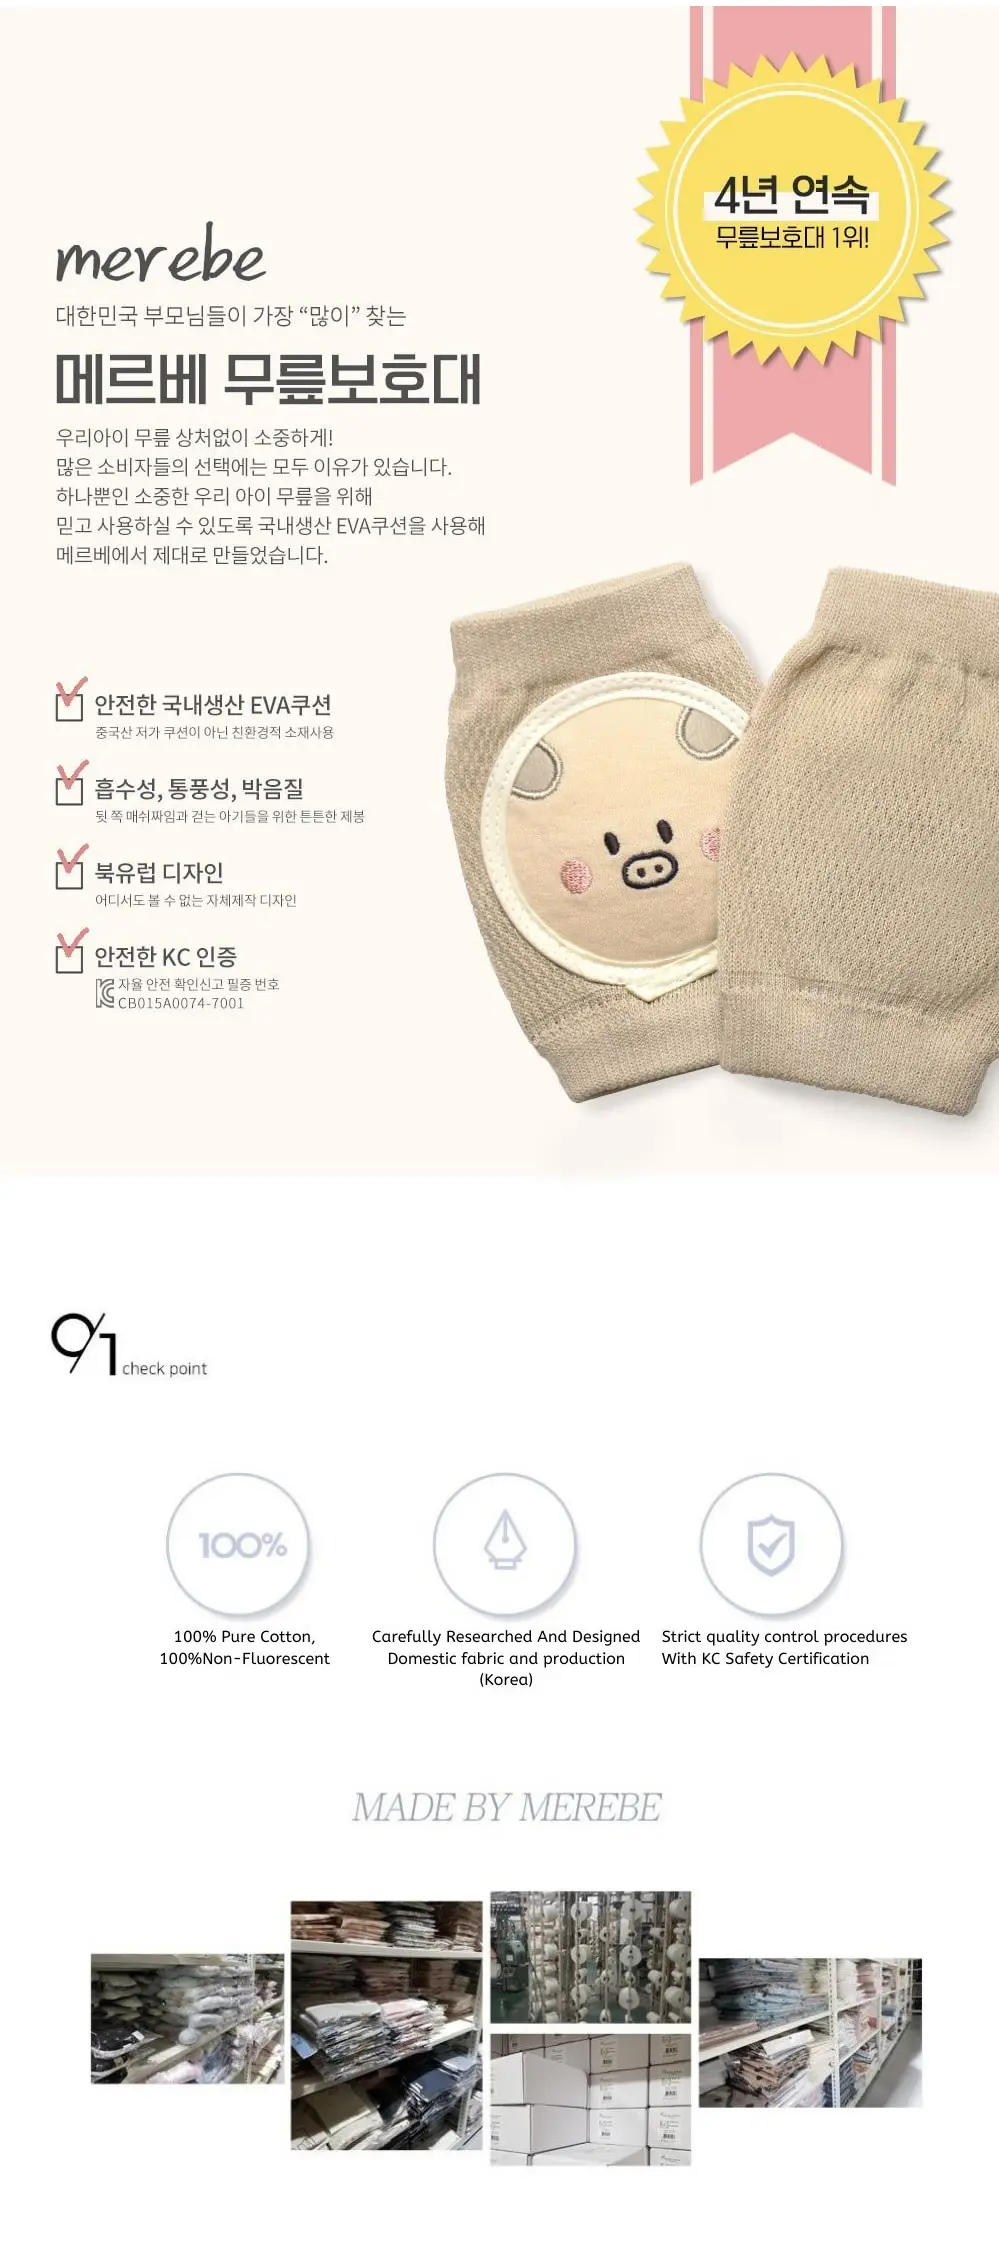 4년 연속
무릎보호대 1위!
merebe
대한민국 부모님들이 가장 “많이” 찾는
메르베 무릎보호대
우리아이 무릎 상처없이 소중하게!
많은 소비자들의 선택에는 모두 이유가 있습니다.
하나뿐인 소중한 우리 아이 무릎을 위해
믿고 사용하실 수 있도록 국내생산 EVA쿠션을 사용해
메르베에서 제대로 만들었습니다.
안전한 국내생산 EVA쿠션
중국산 저가 쿠션이 아닌 친환경적 소재사용
흡수성, 통풍성, 박음질
뒷 쪽 매쉬짜임과 걷는 아기들을 위한 튼튼한 제봉
북유럽 디자인
어디서도 볼 수 없는 자체제작 디자인
안전한 KC 인증
자율 안전 확인신고 필증 번호
CB015A0074-7001
01 check point
100%
100% Pure Cotton,
100%Non-Fluorescent
Carefully Researched And Designed
Domestic fabric and production
(Korea)
Strict quality control procedures
With KC Safety Certification
MADE BY MEREBE